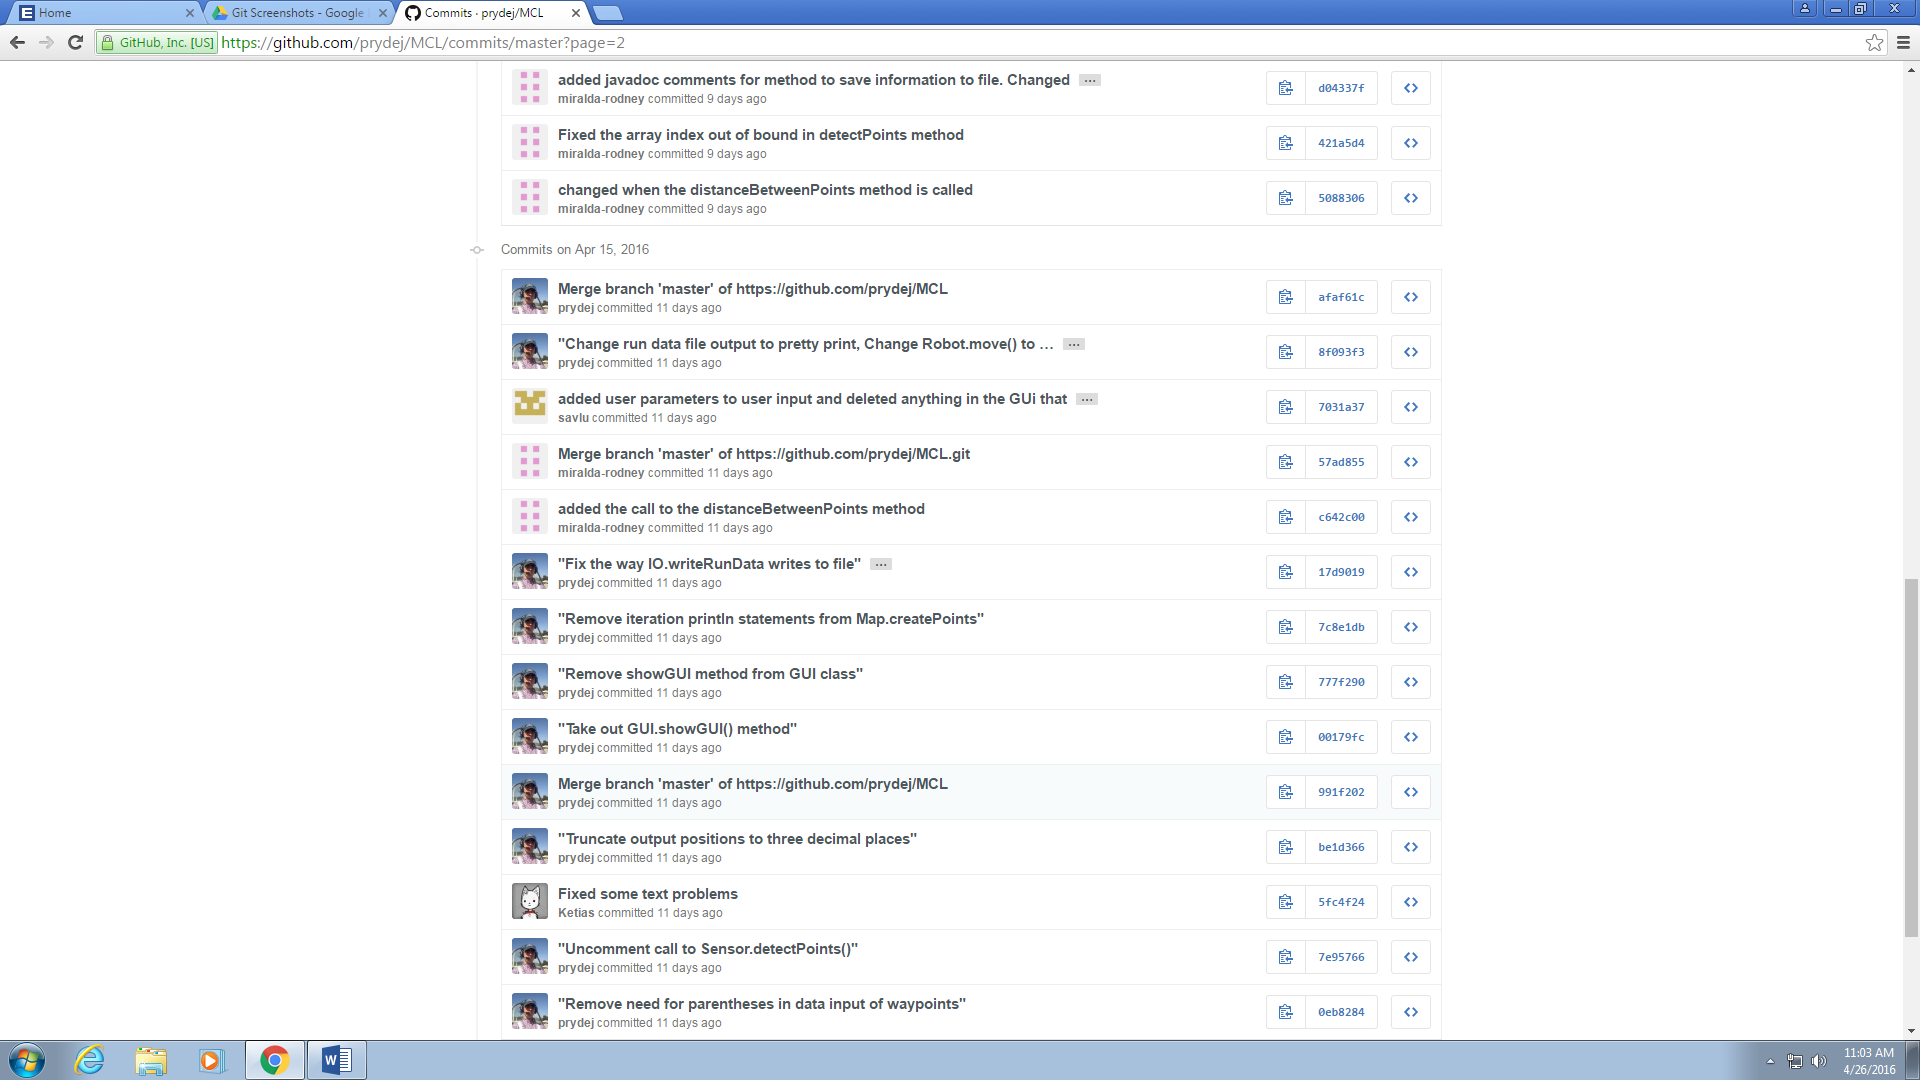 Home
Git Screenshots - Google
Commits · prydej/MCL
GitHub, Inc. [US]
https://github.com/prydej/MCL/commits/master?page=2
added javadoc comments for method to save information to file. Changed …
miralda-rodney committed 9 days ago
d04337f
Fixed the array index out of bound in detectPoints method
miralda-rodney committed 9 days ago
421a5d4
changed when the distanceBetweenPoints method is called
miralda-rodney committed 9 days ago
5088306
Commits on Apr 15, 2016
Merge branch 'master' of https://github.com/prydej/MCL
prydej committed 11 days ago
afaf61c
"Change run data file output to pretty print, Change Robot.move() to … …
prydej committed 11 days ago
8f093f3
added user parameters to user input and deleted anything in the GUi that …
savlu committed 11 days ago
7031a37
Merge branch 'master' of https://github.com/prydej/MCL.git
miralda-rodney committed 11 days ago
57ad855
added the call to the distanceBetweenPoints method
miralda-rodney committed 11 days ago
c642c00
"Fix the way IO.writeRunData writes to file" …
prydej committed 11 days ago
17d9019
"Remove iteration println statements from Map.createPoints"
prydej committed 11 days ago
7c8e1db
"Remove showGUI method from GUI class"
prydej committed 11 days ago
777f290
"Take out GUI.showGUI() method"
prydej committed 11 days ago
00179fc
Merge branch 'master' of https://github.com/prydej/MCL
prydej committed 11 days ago
991f202
"Truncate output positions to three decimal places"
prydej committed 11 days ago
be1d366
Fixed some text problems
Ketias committed 11 days ago
5fc4f24
"Uncomment call to Sensor.detectPoints()"
prydej committed 11 days ago
7e95766
"Remove need for parentheses in data input of waypoints"
prydej committed 11 days ago
0eb8284
11:03 AM
4/26/2016